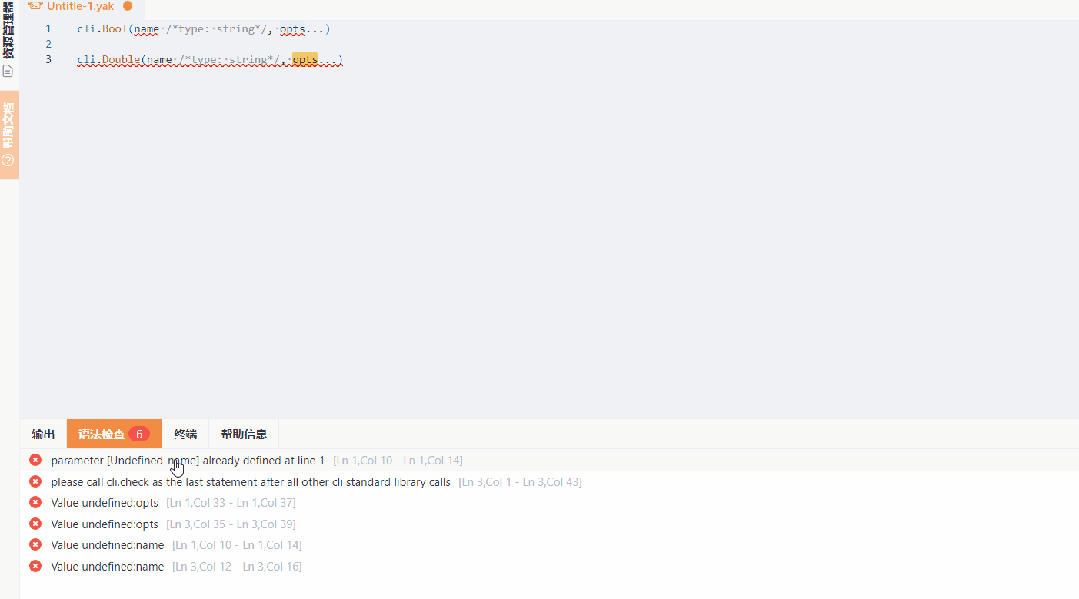 资源管理器
帮助文档
Untitle-1.yak
1 cli.Bool(name /*type: string*/, opts...)
2
3 cli.Double(name /*type: string*/, opts...)
输出 语法检查 6 终端 帮助信息
parameter [Undefined-name] already defined at line 1 [Ln 1,Col 10 - Ln 1,Col 14]
please call cli.check as the last statement after all other cli standard library calls [Ln 3,Col 1 - Ln 3,Col 43]
Value undefined:opts [Ln 1,Col 33 - Ln 1,Col 37]
Value undefined:opts [Ln 3,Col 35 - Ln 3,Col 39]
Value undefined:name [Ln 1,Col 10 - Ln 1,Col 14]
Value undefined:name [Ln 3,Col 12 - Ln 3,Col 16]